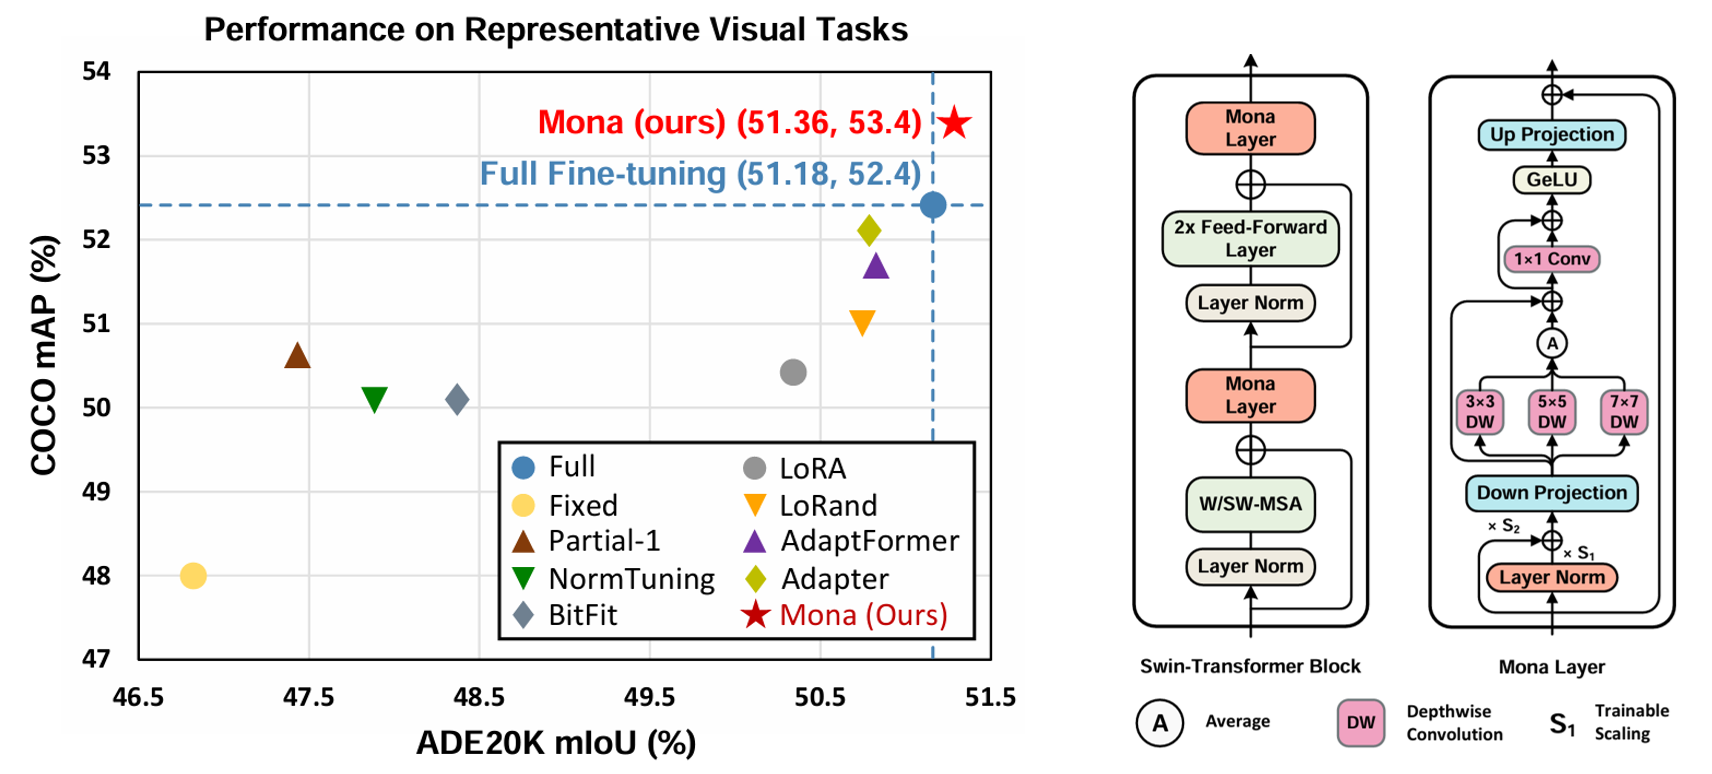 Performance on Representative Visual Tasks
54
53
52
51
50
49
48
47
COCO mAP (%)
Mona (ours) (51.36, 53.4)
Full Fine-tuning (51.18, 52.4)
Full
Fixed
Partial-1
NormTuning
BitFit
LoRA
LoRand
AdaptFormer
Adapter
Mona (Ours)
46.5 47.5 48.5 49.5 50.5 51.5
ADE20K mIoU (%)
Mona
Layer
2x Feed-Forward
Layer
Layer Norm
Mona
Layer
W/SW-MSA
Layer Norm
Swin-Transformer Block
Up Projection
GeLU
1×1 Conv
A
3×3
DW
5×5
DW
7×7
DW
Down Projection
× S₂
× S₁
Layer Norm
Mona Layer
A
Average
DW
Depthwise
Convolution
S₁
Trainable
Scaling